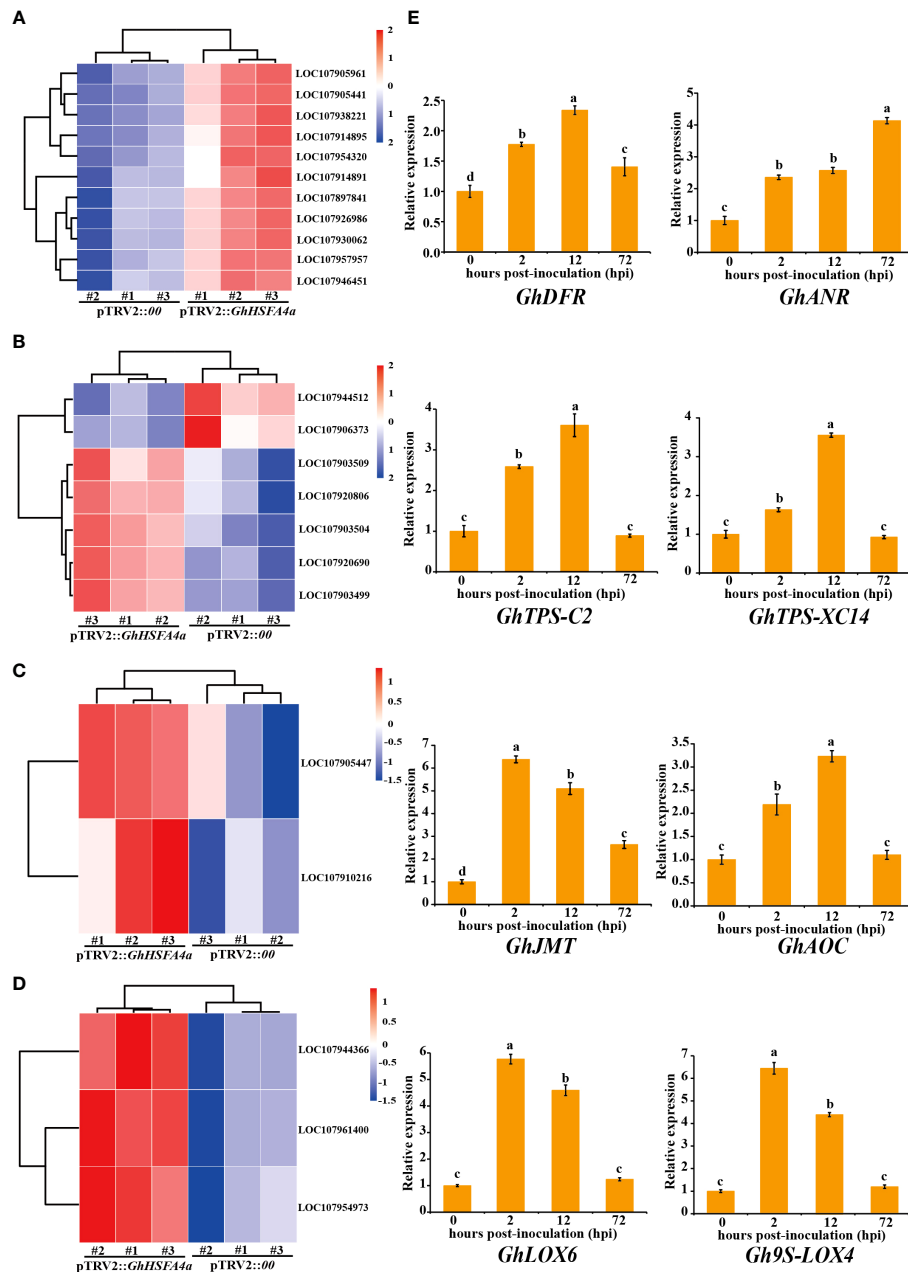 A
2
1
0
1
2
LOC107905961
LOC107905441
LOC107938221
LOC107914895
LOC107954320
LOC107914891
LOC107897841
LOC107926986
LOC107930062
LOC107957957
LOC107946451
#2 #1 #3 #1 #2 #3
pTRV2::00 pTRV2::GhHSFA4a
B
2
1
0
1
2
LOC107944512
LOC107906373
LOC107903509
LOC107920806
LOC107903504
LOC107920690
LOC107903499
#3 #1 #2 #2 #1 #3
pTRV2::GhHSFA4a pTRV2::00
C
1
0.5
0
-0.5
-1
-1.5
LOC107905447
LOC107910216
#1 #2 #3 #3 #1 #2
pTRV2::GhHSFA4a pTRV2::00
D
1
0.5
0
-0.5
-1
-1.5
LOC107944366
LOC107961400
LOC107954973
#2 #1 #3 #2 #1 #3
pTRV2::GhHSFA4a pTRV2::00
E
Relative expression
2.5
2.0
1.5
1.0
0.5
0.0
d b a c
0 2 12 72
hours post-inoculation (hpi)
GhDFR
Relative expression
5
4
3
2
1
0
c b b a
0 2 12 72
hours post-inoculation (hpi)
GhANR
Relative expression
4
3
2
1
0
c b a c
0 2 12 72
hours post-inoculation (hpi)
GhTPS-C2
Relative expression
4
3
2
1
0
c b a c
0 2 12 72
hours post-inoculation (hpi)
GhTPS-XC14
Relative expression
7
6
5
4
3
2
1
0
d a b c
0 2 12 72
hours post-inoculation (hpi)
GhJMT
Relative expression
3.5
3.0
2.5
2.0
1.5
1.0
0.5
0.0
c b a c
0 2 12 72
hours post-inoculation (hpi)
GhAOC
Relative expression
6
5
4
3
2
1
0
c a b c
0 2 12 72
hours post-inoculation (hpi)
GhLOX6
Relative expression
7
6
5
4
3
2
1
0
c a b c
0 2 12 72
hours post-inoculation (hpi)
Gh9S-LOX4